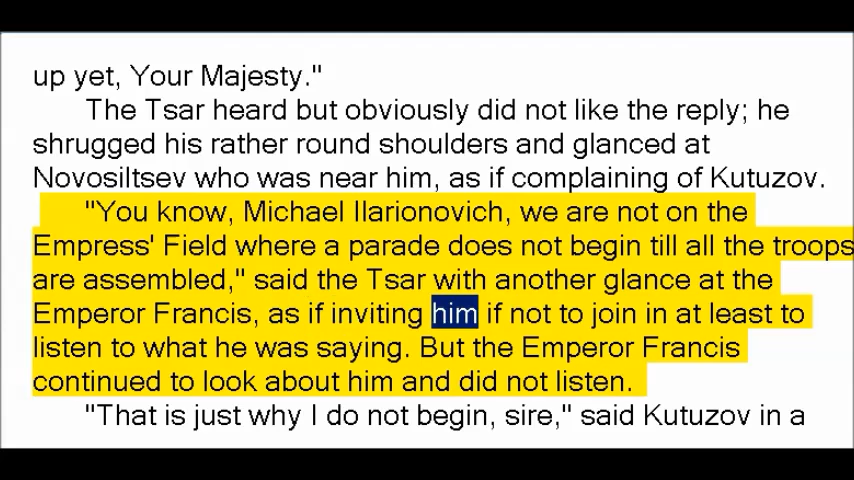 up yet, Your Majesty."
The Tsar heard but obviously did not like the reply; he
shrugged his rather round shoulders and glanced at
Novosiltsev who was near him, as if complaining of Kutuzov.
"You know, Michael Ilarionovich, we are not on the
Empress' Field where a parade does not begin till all the troops
are assembled," said the Tsar with another glance at the
Emperor Francis, as if inviting him if not to join in at least to
listen to what he was saying. But the Emperor Francis
continued to look about him and did not listen.
"That is just why I do not begin, sire," said Kutuzov in a